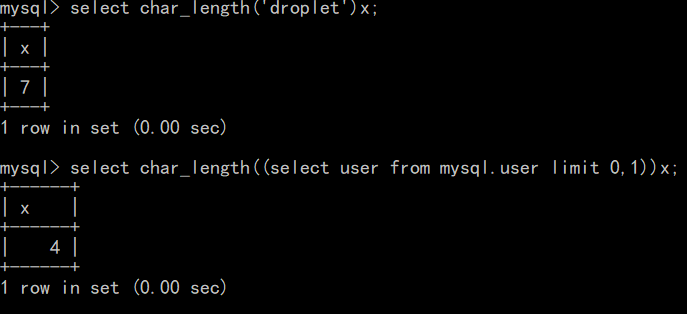 mysql> select char_length('droplet')x;
+---+
| x |
+---+
| 7 |
+---+
1 row in set (0.00 sec)
mysql> select char_length((select user from mysql.user limit 0,1))x;
+------+
| x    |
+------+
|    4 |
+------+
1 row in set (0.00 sec)